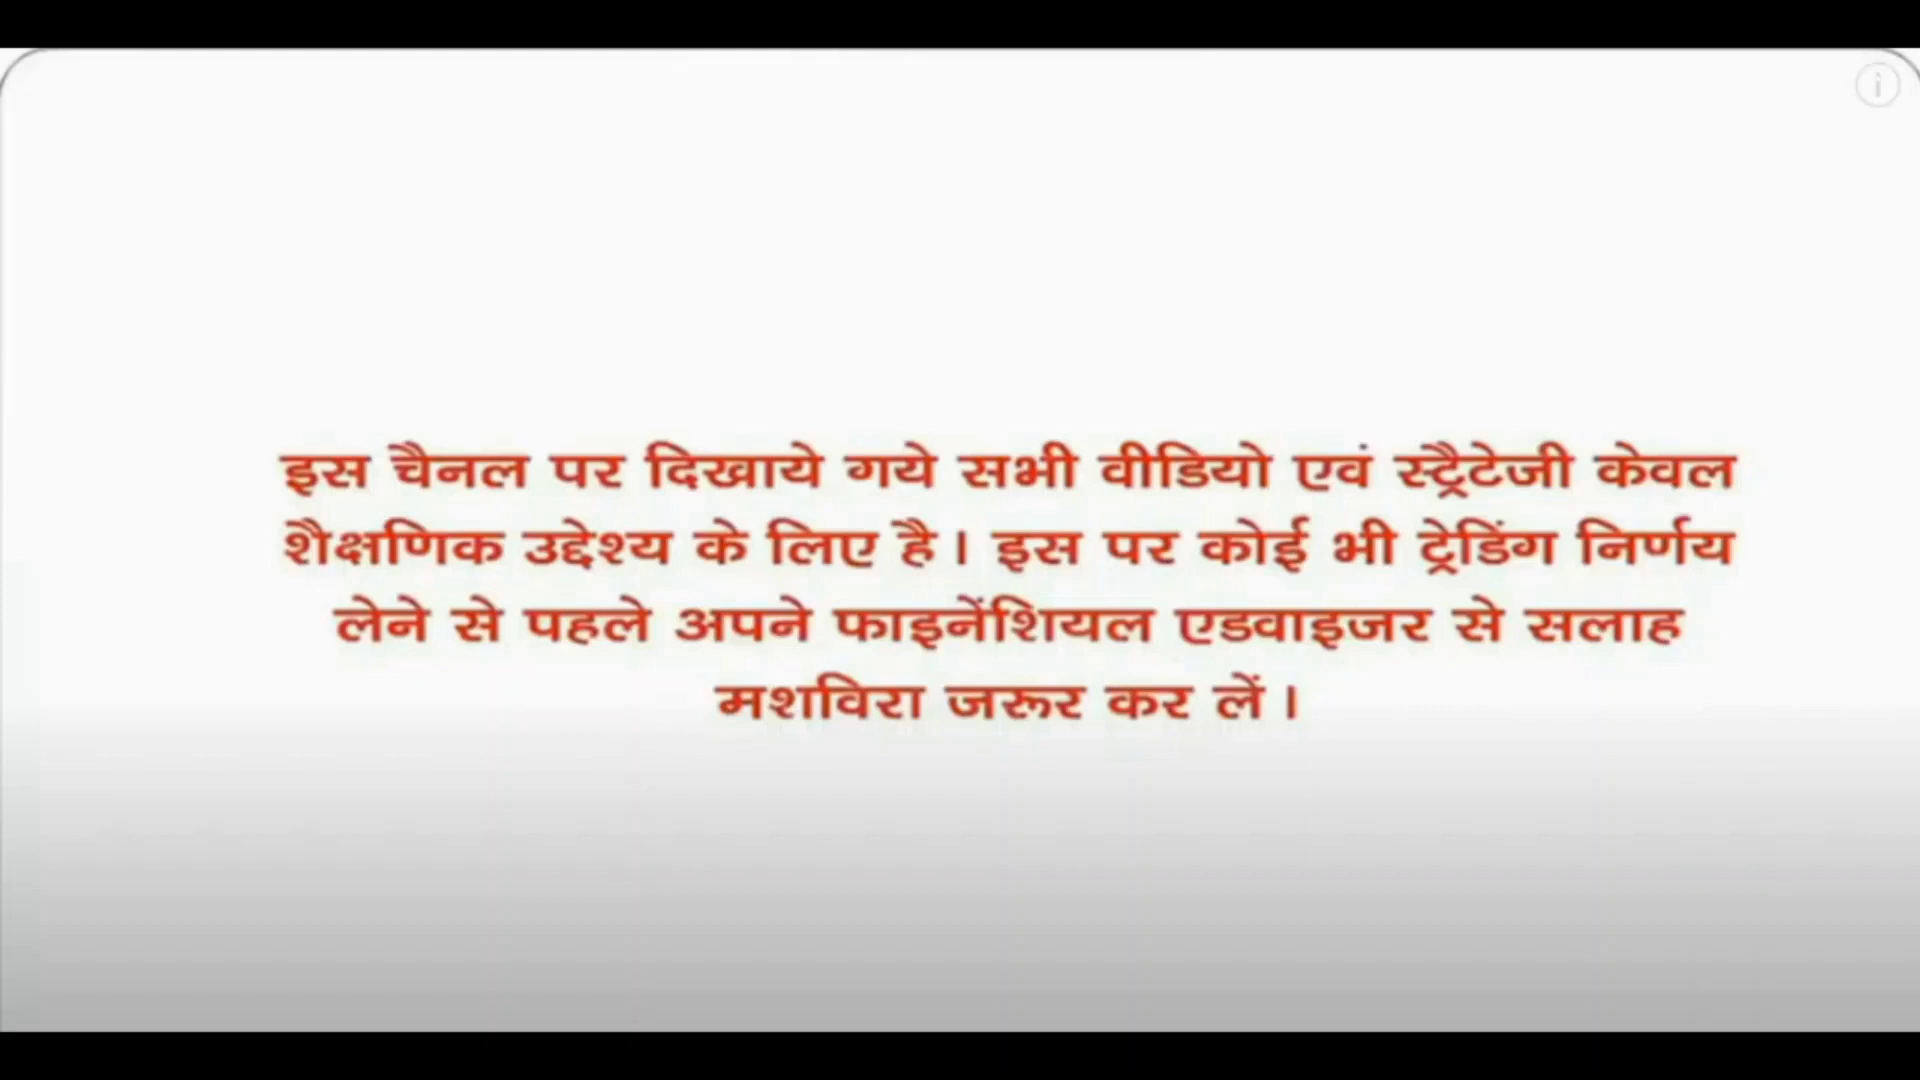 इस चैनल पर दिखाये गये सभी वीडियो एवं स्ट्रैटेजी केवल
शैक्षणिक उद्देश्य के लिए है। इस पर कोई भी ट्रेडिंग निर्णय
लेने से पहले अपने फाइनेंशियल एडवाइजर से सलाह
मशविरा जरूर कर लें।